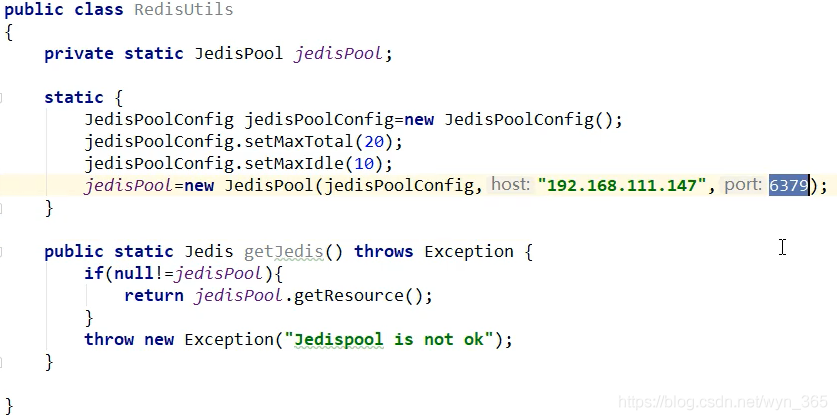 public class RedisUtils
{
    private static JedisPool jedisPool;

    static {
        JedisPoolConfig jedisPoolConfig=new JedisPoolConfig();
        jedisPoolConfig.setMaxTotal(20);
        jedisPoolConfig.setMaxIdle(10);
        jedisPool=new JedisPool(jedisPoolConfig, host: "192.168.111.147", port: 6379);
    }

    public static Jedis getJedis() throws Exception {
        if(null!=jedisPool){
            return jedisPool.getResource();
        }
        throw new Exception("Jedispool is not ok");
    }

}
https://blog.csdn.net/wyn_365